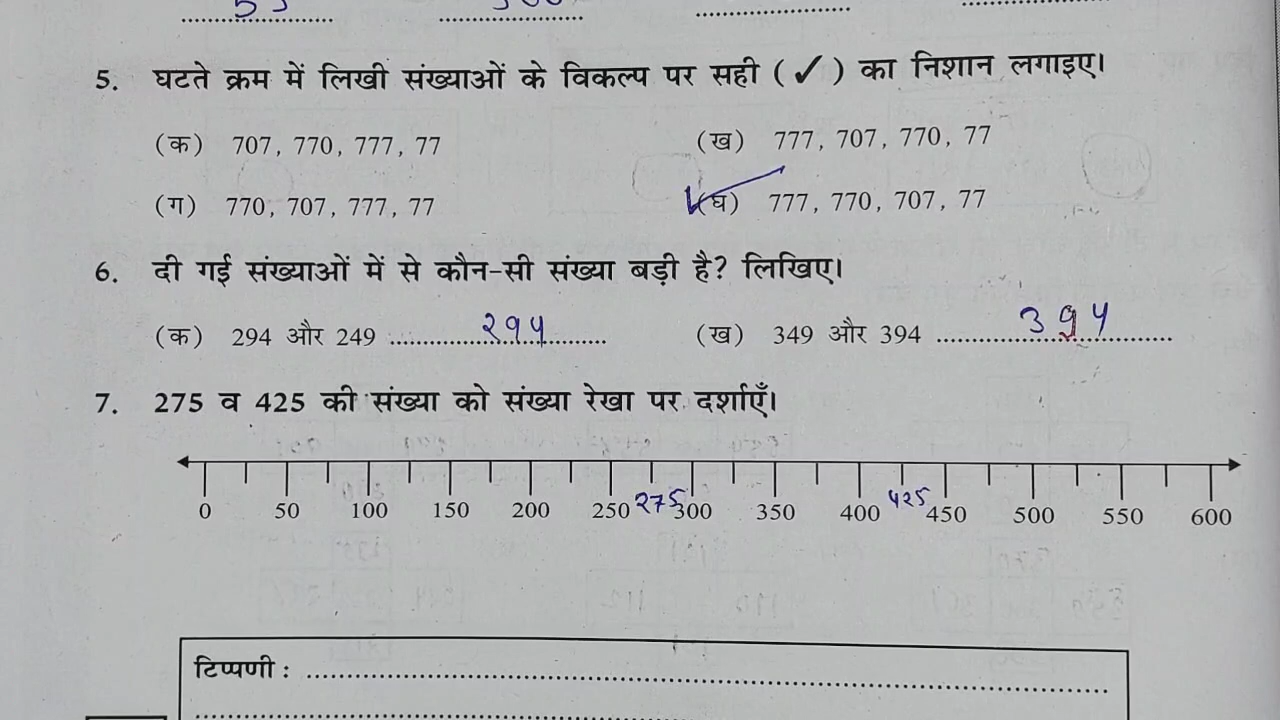 5. घटते क्रम में लिखी संख्याओं के विकल्प पर सही ( ✓ ) का निशान लगाइए।
(क) 707, 770, 777, 77 (ख) 777, 707, 770, 77
(ग) 770, 707, 777, 77 (घ) 777, 770, 707, 77
6. दी गई संख्याओं में से कौन-सी संख्या बड़ी है? लिखिए।
(क) 294 और 249 ........ २94 (ख) 349 और 394 ........ 394
7. 275 व 425 की संख्या को संख्या रेखा पर दर्शाएँ।
0 50 100 150 200 250 २75 300 350 400 425 450 500 550 600
टिप्पणी : ........